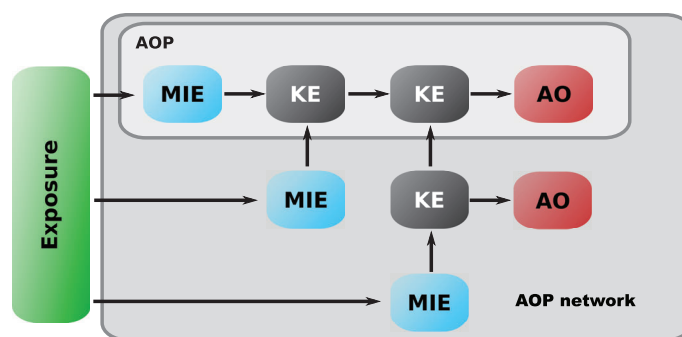 AOP
MIE
KE
KE
AO
Exposure
MIE
KE
AO
MIE
AOP network